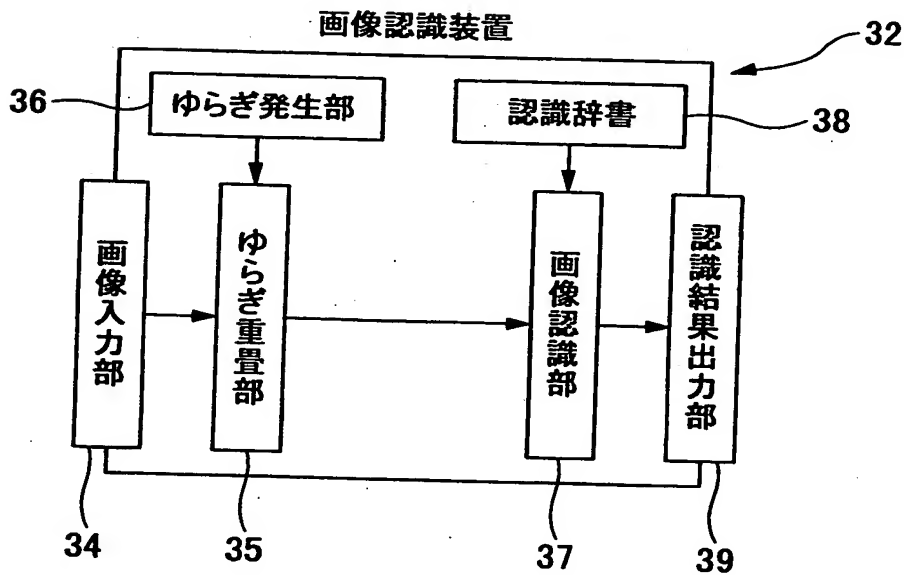 画像認識装置
32
36
ゆらぎ発生部
認識辞書
38
画像入力部
ゆらぎ重畳部
画像認識部
認識結果出力部
34
35
37
39